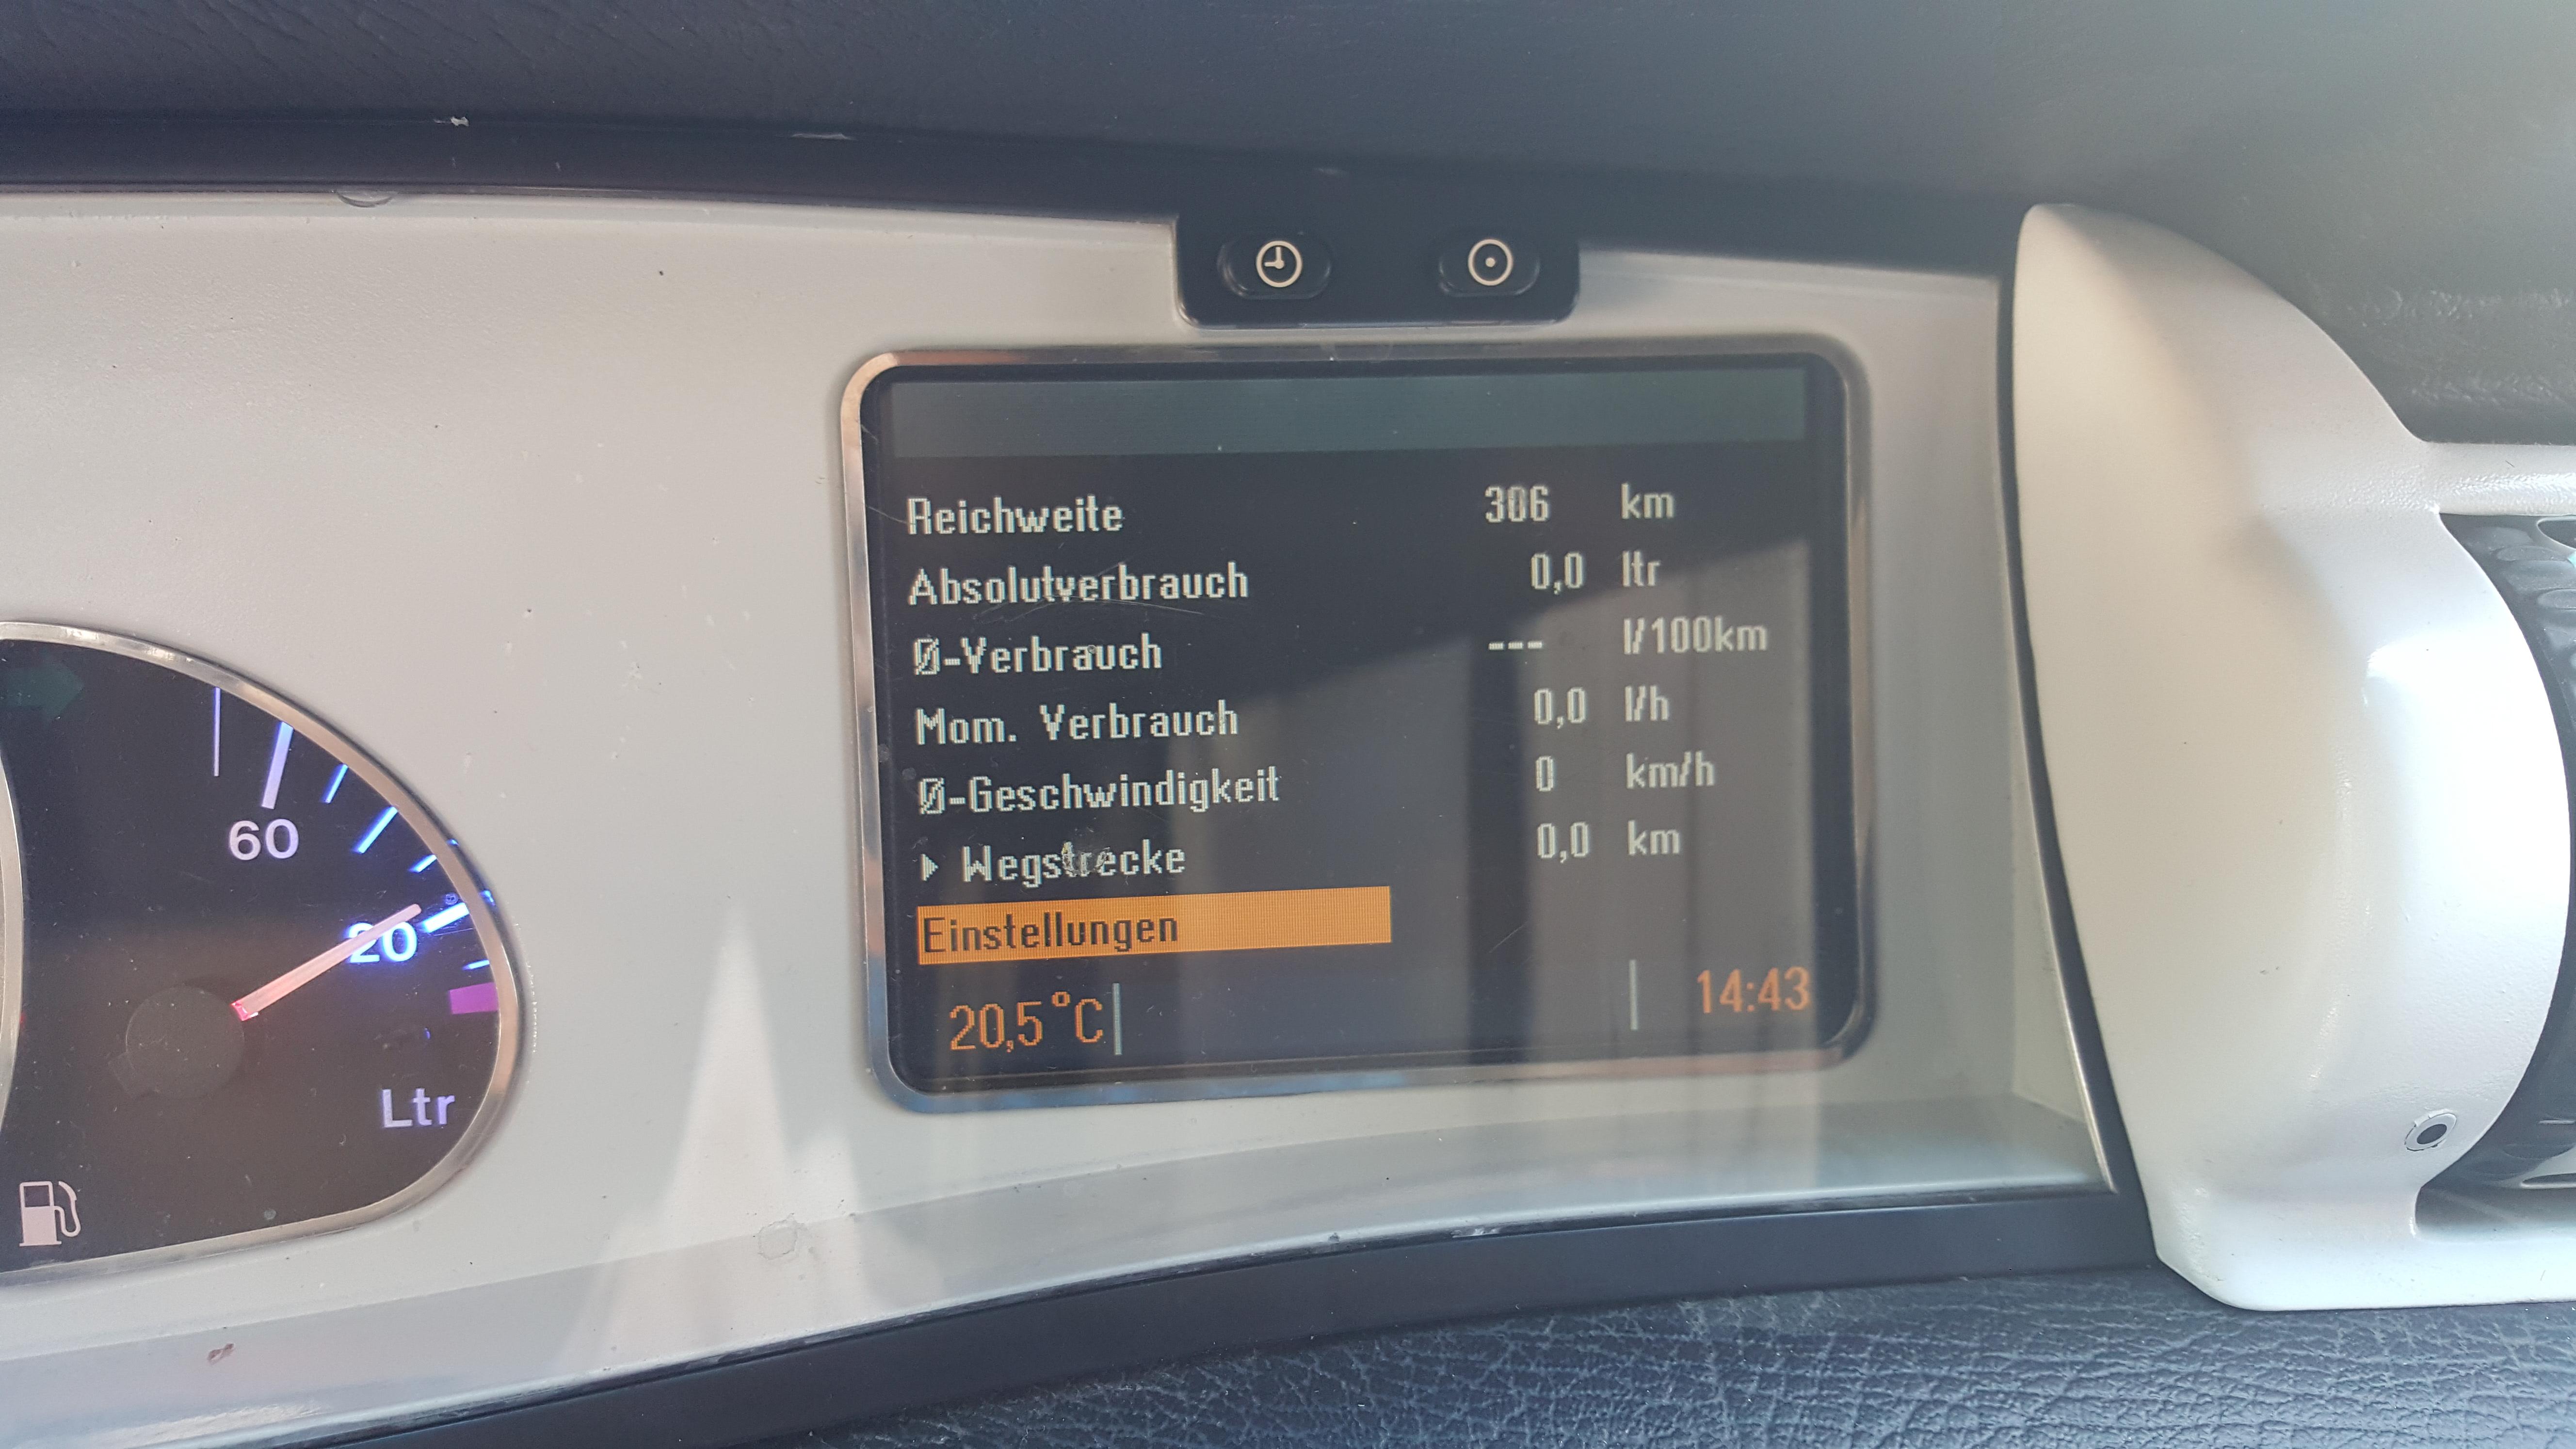 Reichweite 306 km
Absolutverbrauch 0,0 ltr
Ø-Verbrauch --- l/100km
Mom. Verbrauch 0,0 l/h
Ø-Geschwindigkeit 0 km/h
Wegstrecke 0,0 km
Einstellungen
20,5°C 14:43
60
20
Ltr